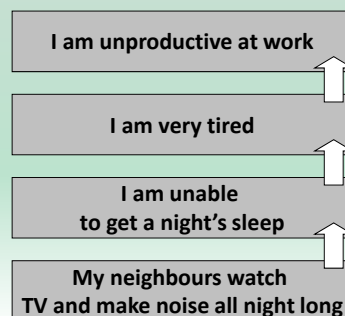 I am unproductive at work
I am very tired
I am unable
to get a night's sleep
My neighbours watch
TV and make noise all night long